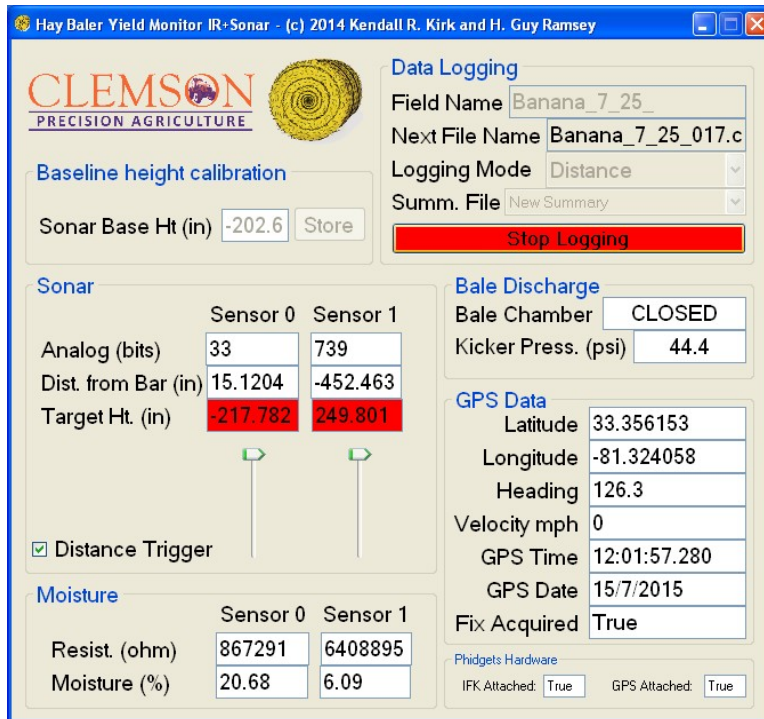 Hay Baler Yield Monitor IR+Sonar - (c) 2014 Kendall R. Kirk and H. Guy Ramsey
CLEMSON
PRECISION AGRICULTURE
Baseline height calibration
Sonar Base Ht (in) -202.6 Store
Data Logging
Field Name Banana_7_25_
Next File Name Banana_7_25_017.c
Logging Mode Distance
Summ. File New Summary
Stop Logging
Sonar
Sensor 0 Sensor 1
Analog (bits) 33 739
Dist. from Bar (in) 15.1204 -452.463
Target Ht. (in) -217.782 249.801
Distance Trigger
Moisture
Sensor 0 Sensor 1
Resist. (ohm) 867291 6408895
Moisture (%) 20.68 6.09
Bale Discharge
Bale Chamber CLOSED
Kicker Press. (psi) 44.4
GPS Data
Latitude 33.356153
Longitude -81.324058
Heading 126.3
Velocity mph 0
GPS Time 12:01:57.280
GPS Date 15/7/2015
Fix Acquired True
Phidgets Hardware
IFK Attached: True GPS Attached: True